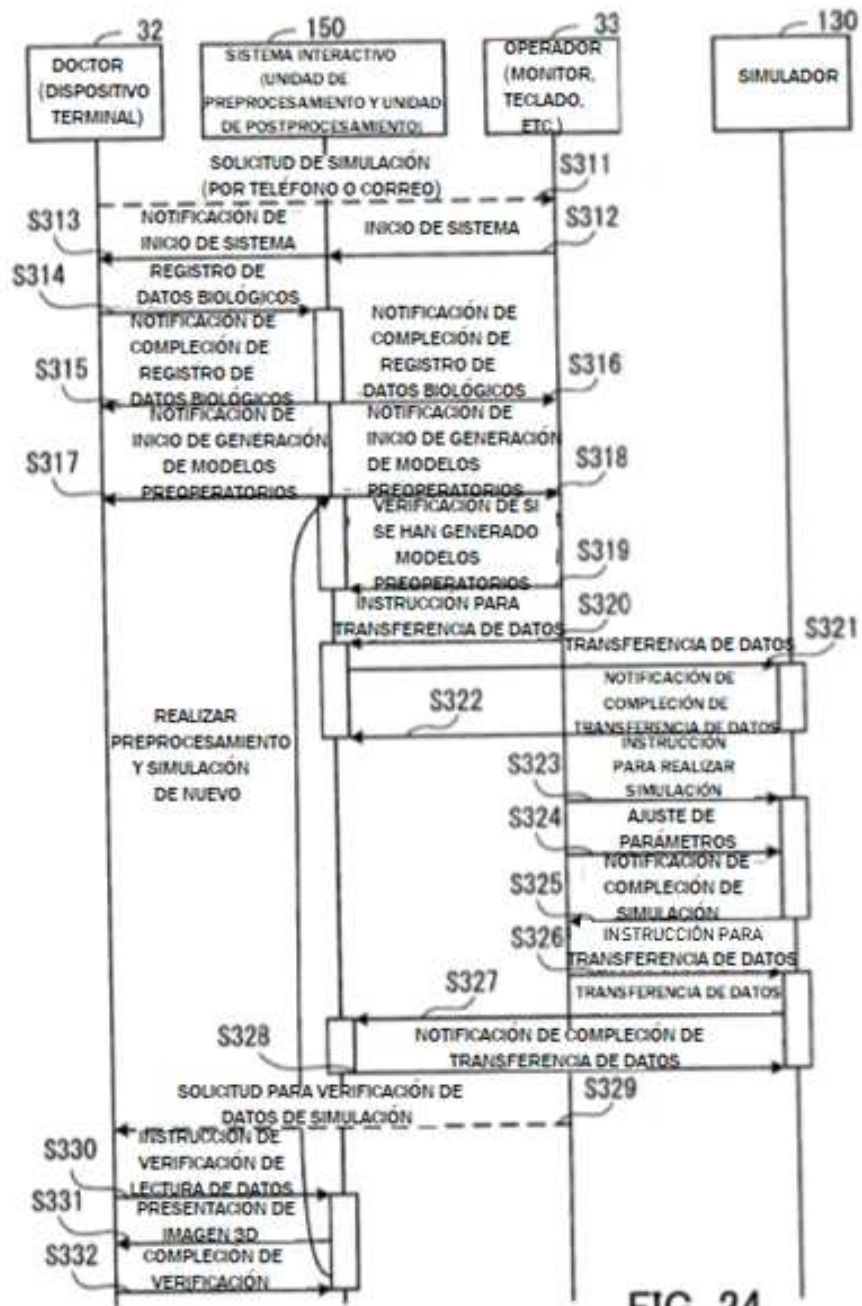 32
150
33
130
DOCTOR
(DISPOSITIVO
TERMINAL)
SISTEMA INTERACTIVO
(UNIDAD DE
PREPROCESAMIENTO Y UNIDAD
DE POSTPROCESAMIENTO)
OPERADOR
(MONITOR,
TECLADO,
ETC.)
SIMULADOR
SOLICITUD DE SIMULACIÓN
(POR TELÉFONO O CORREO)
S311
S313
NOTIFICACIÓN DE
INICIO DE SISTEMA
INICIO DE SISTEMA
S312
S314
REGISTRO DE
DATOS BIOLÓGICOS
NOTIFICACIÓN DE
COMPLECIÓN DE
REGISTRO DE
DATOS BIOLÓGICOS
S315
NOTIFICACIÓN DE
COMPLECIÓN DE
REGISTRO DE
DATOS BIOLÓGICOS
S316
NOTIFICACIÓN DE
INICIO DE GENERACIÓN
DE MODELOS
PREOPERATORIOS
S317
NOTIFICACIÓN DE
INICIO DE GENERACIÓN
DE MODELOS
PREOPERATORIOS
S318
VERIFICACIÓN DE SI
SE HAN GENERADO
MODELOS
PREOPERATORIOS
S319
INSTRUCCIÓN PARA
TRANSFERENCIA DE DATOS
S320
TRANSFERENCIA DE DATOS
S321
NOTIFICACIÓN DE
COMPLECIÓN DE
TRANSFERENCIA DE DATOS
S322
REALIZAR
PREPROCESAMIENTO
Y SIMULACIÓN
DE NUEVO
INSTRUCCIÓN
PARA REALIZAR
SIMULACIÓN
S323
AJUSTE DE
PARÁMETROS
S324
NOTIFICACIÓN DE
COMPLECIÓN DE
SIMULACIÓN
S325
INSTRUCCIÓN PARA
TRANSFERENCIA DE DATOS
S326
TRANSFERENCIA DE DATOS
S327
NOTIFICACIÓN DE COMPLECIÓN DE
TRANSFERENCIA DE DATOS
S328
SOLICITUD PARA VERIFICACIÓN DE
DATOS DE SIMULACIÓN
S329
INSTRUCCIÓN DE
VERIFICACIÓN DE
LECTURA DE DATOS
S330
PRESENTACIÓN DE
IMAGEN 3D
S331
COMPLECIÓN DE
VERIFICACIÓN
S332
FIG. 24